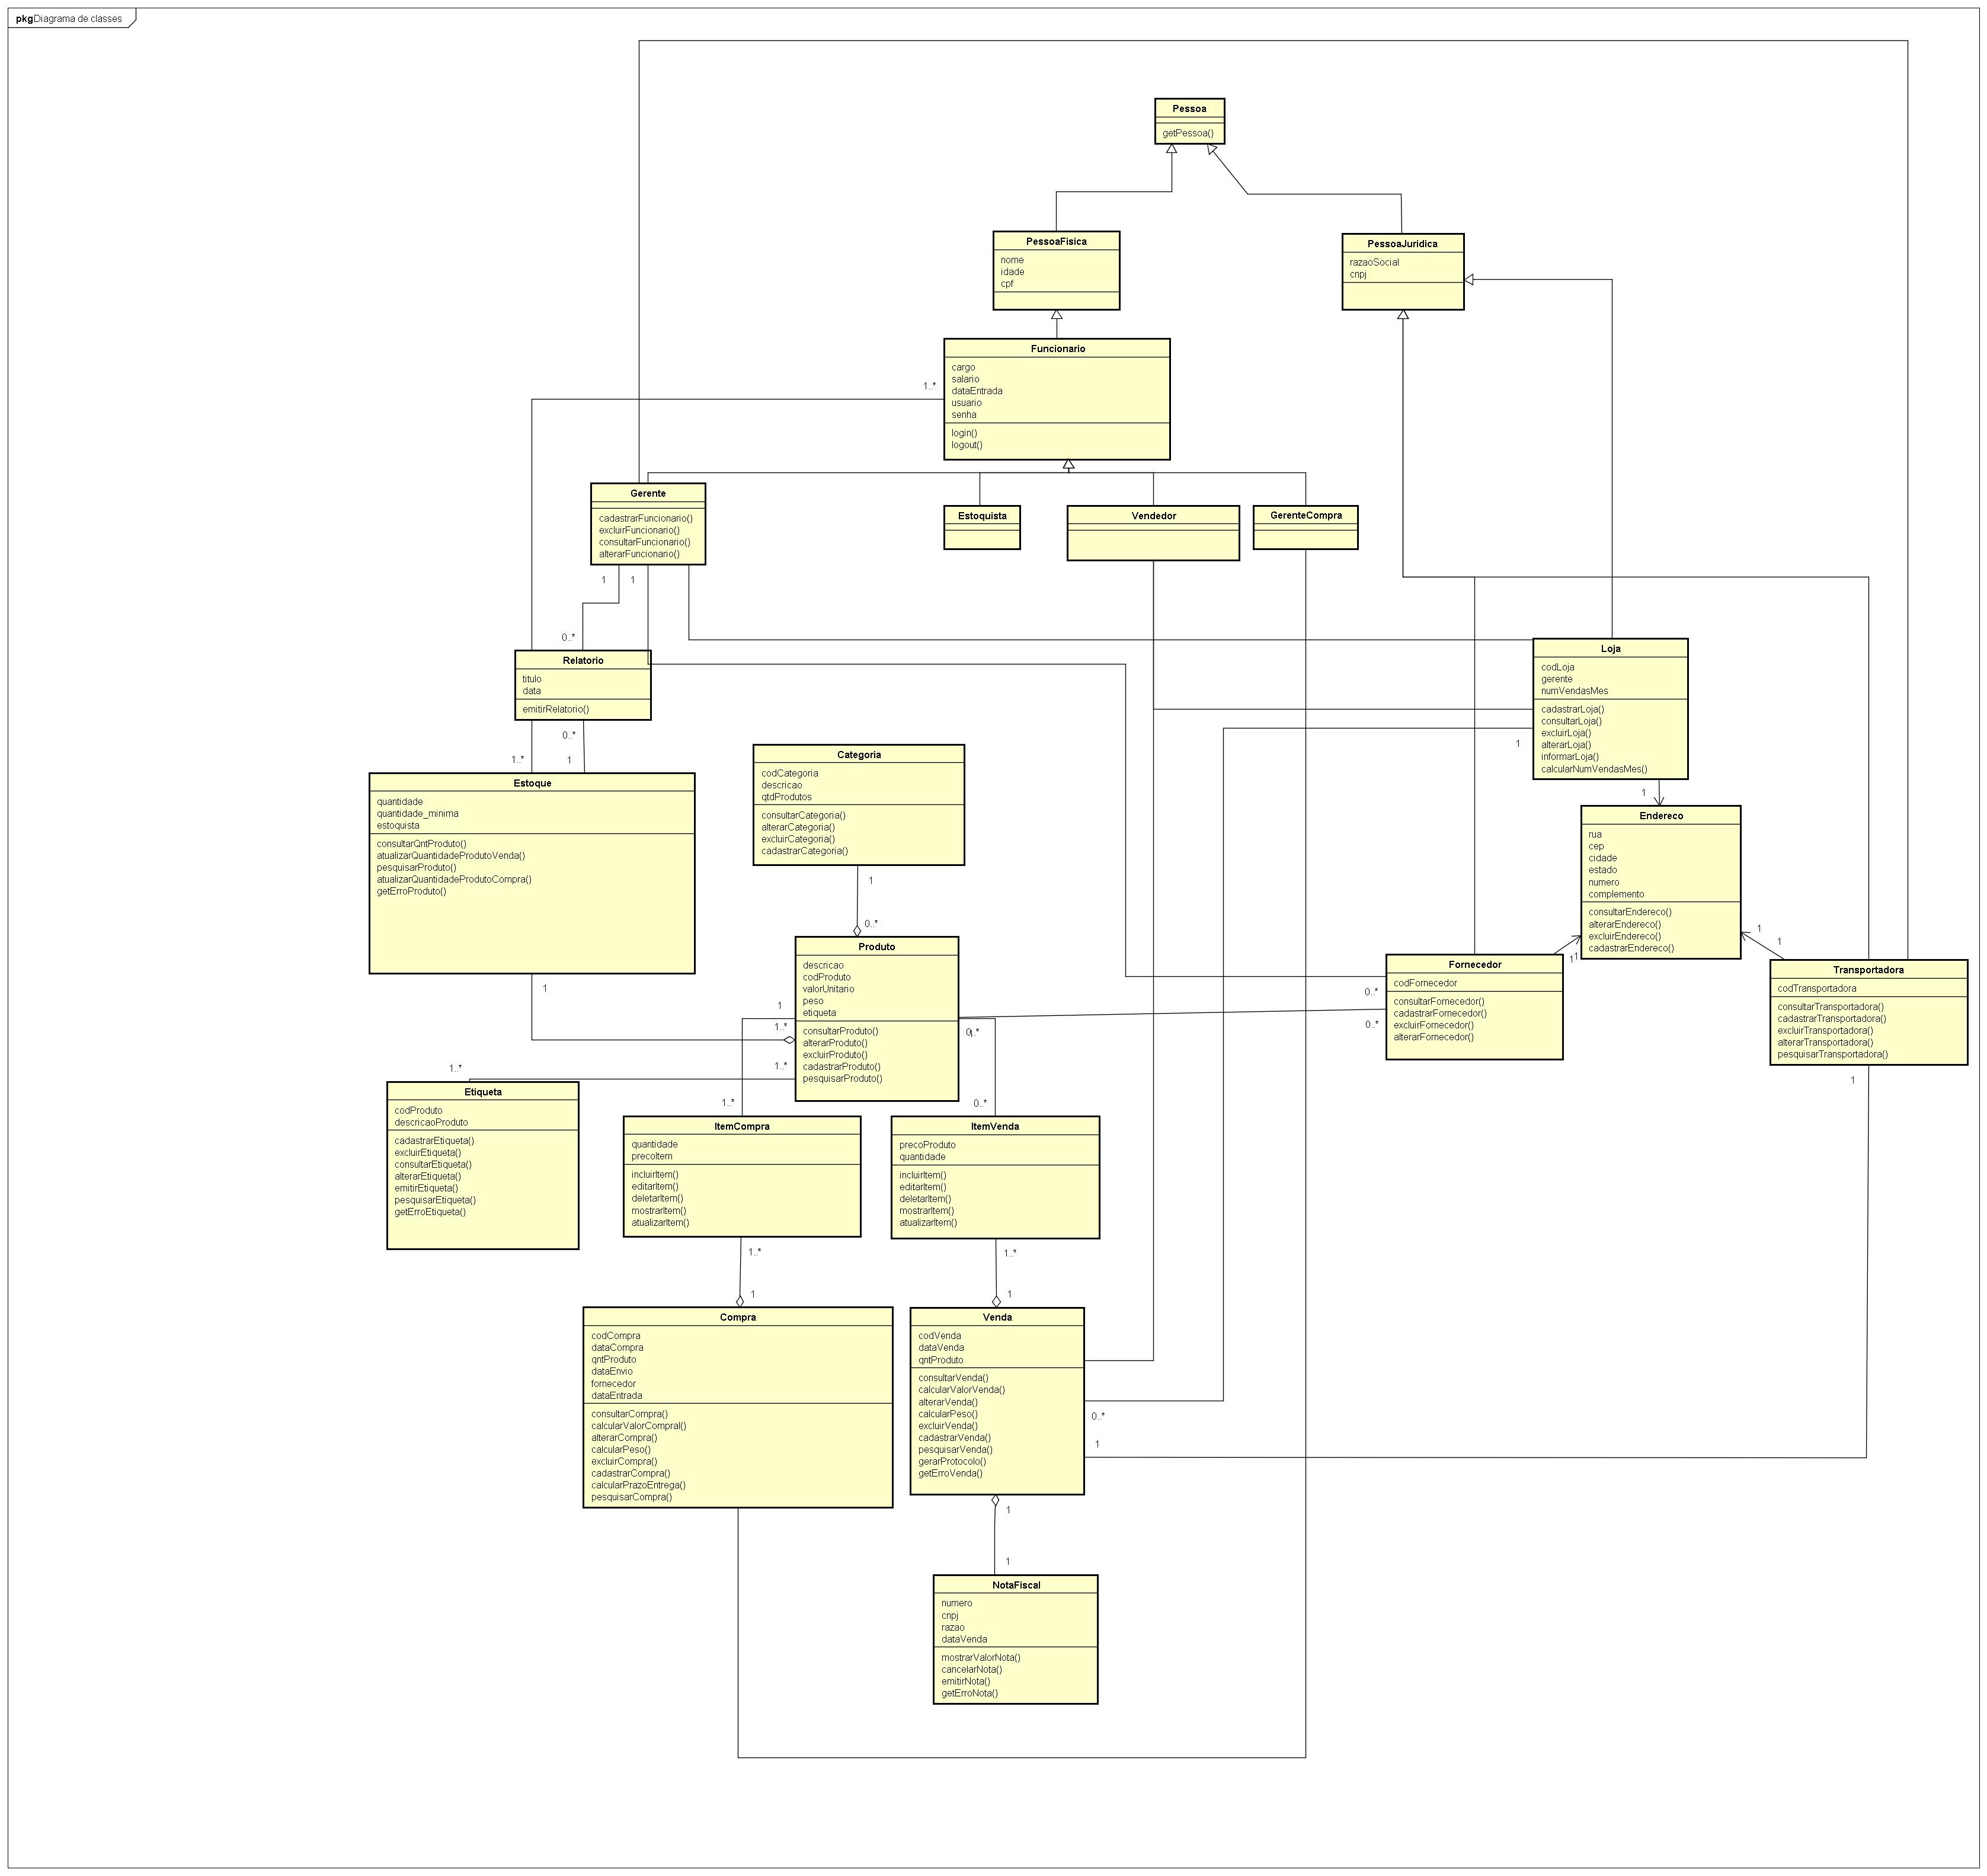 pkgDiagrama de classes
Pessoa
getPessoa()
PessoaFisica
nome
idade
cpf
PessoaJuridica
razaoSocial
cnpj
Funcionario
cargo
salario
dataEntrada
usuario
senha
login()
logout()
1..*
Gerente
cadastrarFuncionario()
excluirFuncionario()
consultarFuncionario()
alterarFuncionario()
1
1
Estoquista
Vendedor
GerenteCompra
0..*
Relatorio
titulo
data
emitirRelatorio()
0..*
1..*
1
Loja
codLoja
gerente
numVendasMes
cadastrarLoja()
consultarLoja()
excluirLoja()
alterarLoja()
informarLoja()
calcularNumVendasMes()
1
1
Estoque
quantidade
quantidade_minima
estoquista
consultarQntProduto()
atualizarQuantidadeProdutoVenda()
pesquisarProduto()
atualizarQuantidadeProdutoCompra()
getErroProduto()
1
Categoria
codCategoria
descricao
qtdProdutos
consultarCategoria()
alterarCategoria()
excluirCategoria()
cadastrarCategoria()
1
0..*
Endereco
rua
cep
cidade
estado
numero
complemento
consultarEndereco()
alterarEndereco()
excluirEndereco()
cadastrarEndereco()
1
1
1
1
Produto
descricao
codProduto
valorUnitario
peso
etiqueta
consultarProduto()
alterarProduto()
excluirProduto()
cadastrarProduto()
pesquisarProduto()
1
1..*
1..*
0..*
Fornecedor
codFornecedor
consultarFornecedor()
cadastrarFornecedor()
excluirFornecedor()
alterarFornecedor()
0..*
0..*
Transportadora
codTransportadora
consultarTransportadora()
cadastrarTransportadora()
excluirTransportadora()
alterarTransportadora()
pesquisarTransportadora()
1
1..*
Etiqueta
codProduto
descricaoProduto
cadastrarEtiqueta()
excluirEtiqueta()
consultarEtiqueta()
alterarEtiqueta()
emitirEtiqueta()
pesquisarEtiqueta()
getErroEtiqueta()
1..*
ItemCompra
quantidade
precoItem
incluirItem()
editarItem()
deletarItem()
mostrarItem()
atualizarItem()
1..*
1
0..*
ItemVenda
precoProduto
quantidade
incluirItem()
editarItem()
deletarItem()
mostrarItem()
atualizarItem()
1..*
1
Compra
codCompra
dataCompra
qntProduto
dataEnvio
fornecedor
dataEntrada
consultarCompra()
calcularValorCompral()
alterarCompra()
calcularPeso()
excluirCompra()
cadastrarCompra()
calcularPrazoEntrega()
pesquisarCompra()
Venda
codVenda
dataVenda
qntProduto
consultarVenda()
calcularValorVenda()
alterarVenda()
calcularPeso()
excluirVenda()
cadastrarVenda()
pesquisarVenda()
gerarProtocolo()
getErroVenda()
0..*
1
1
1
NotaFiscal
numero
cnpj
razao
dataVenda
mostrarValorNota()
cancelarNota()
emitirNota()
getErroNota()